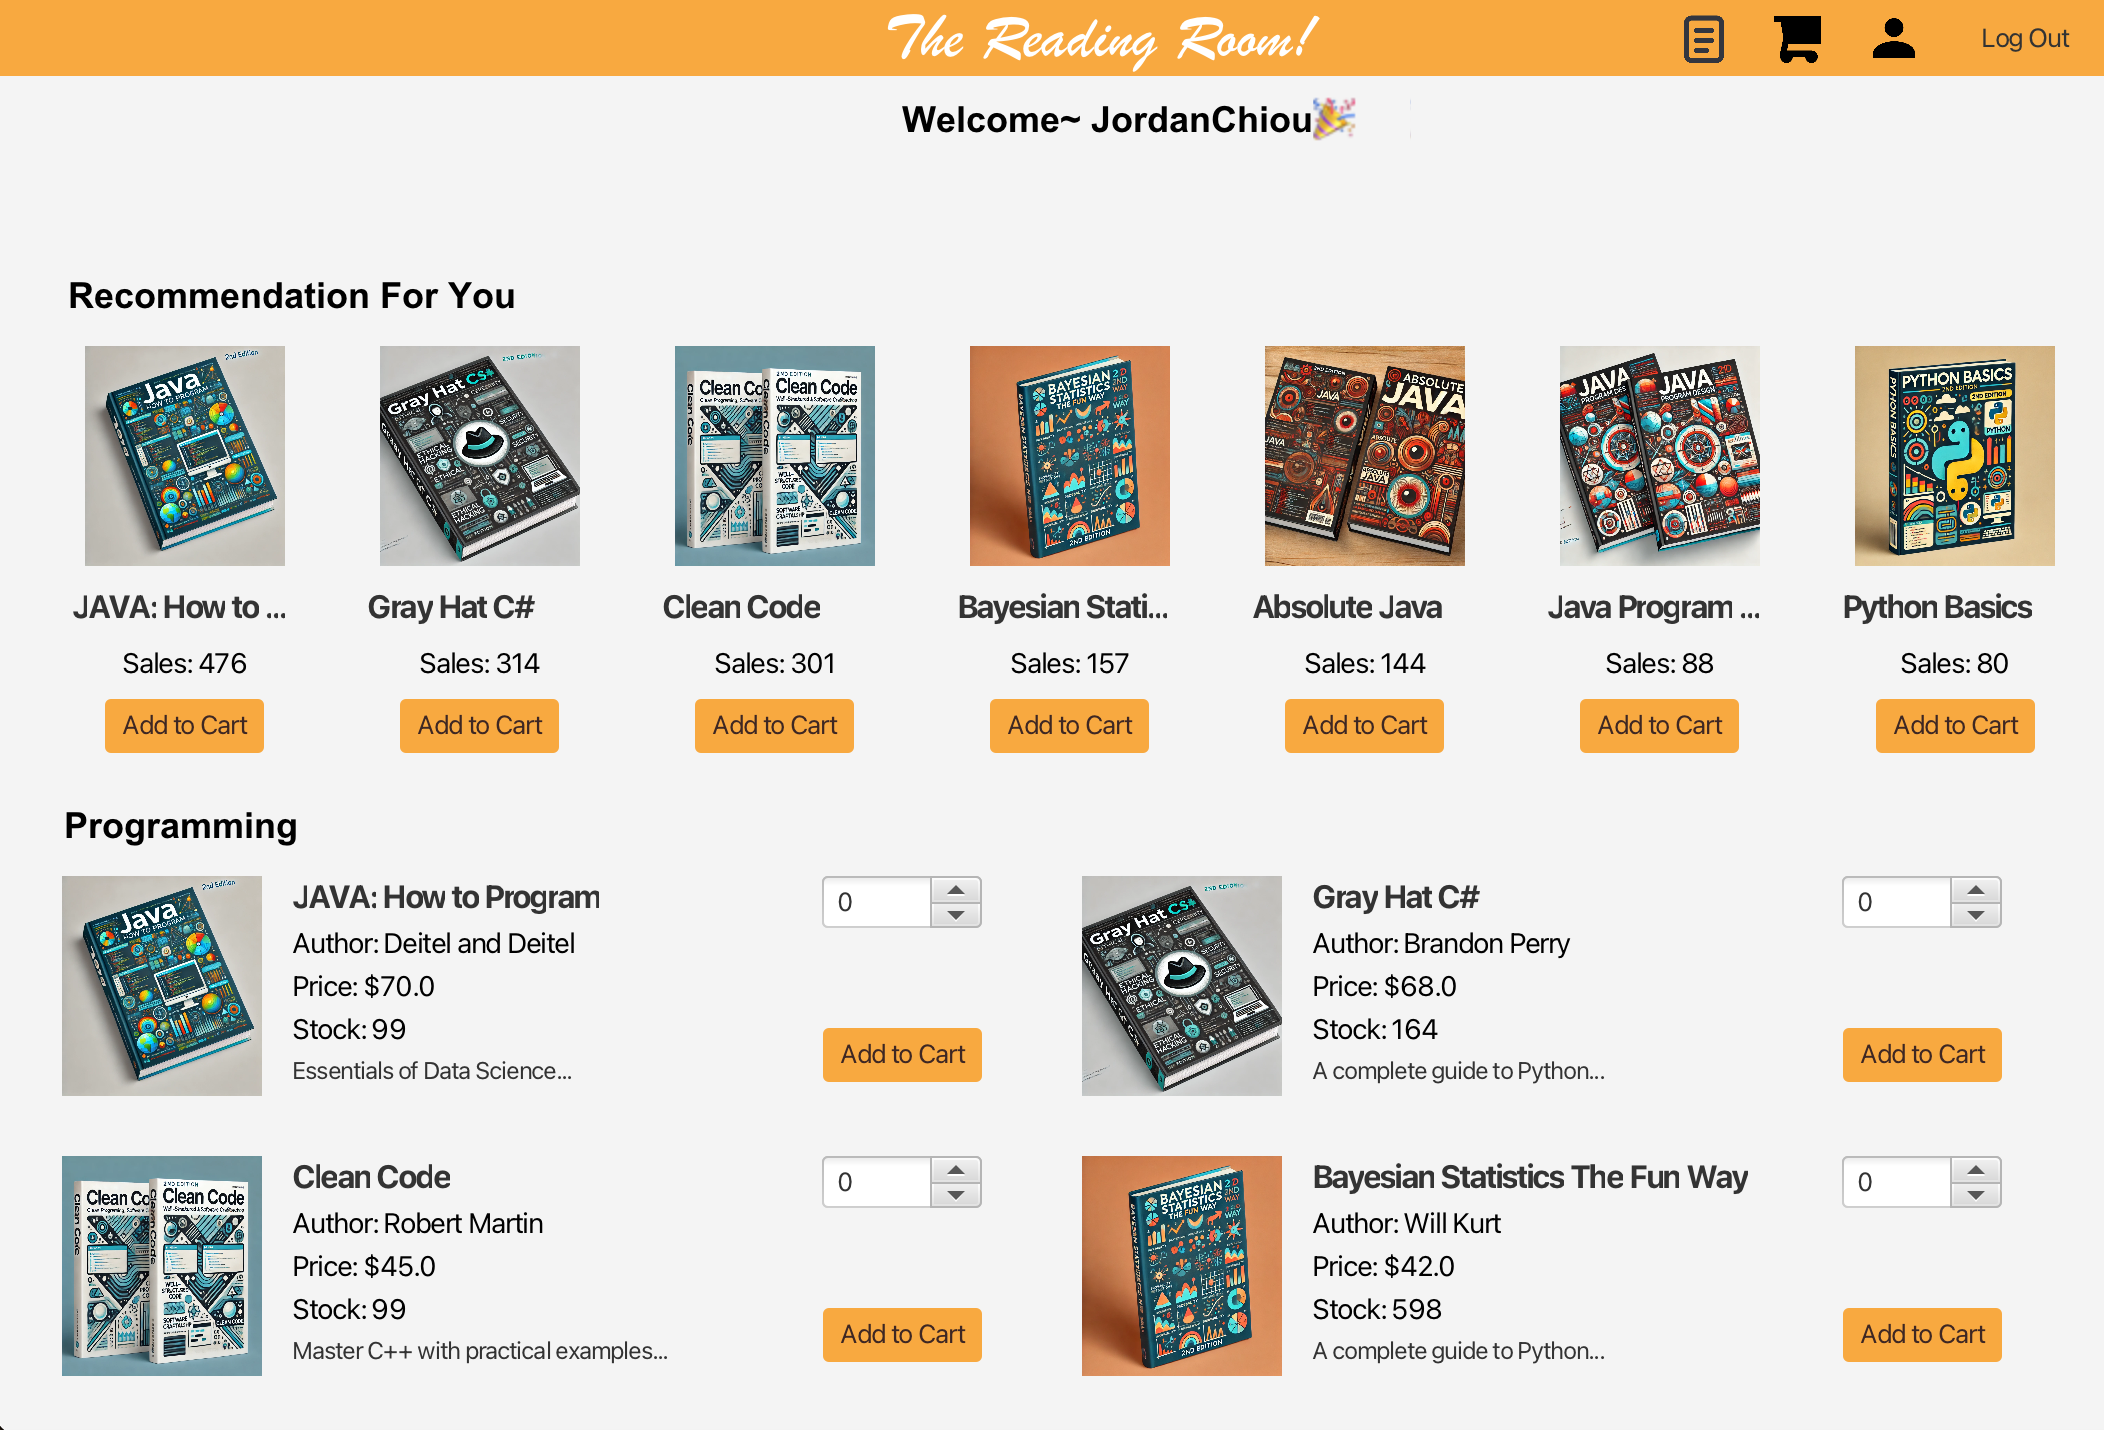 The Reading Room!
Log Out
Welcome~ JordanChiou
Recommendation For You
JAVA: How to ...
Gray Hat C#
Clean Code
Bayesian Stati...
Absolute Java
Java Program ...
Python Basics
Sales: 476
Sales: 314
Sales: 301
Sales: 157
Sales: 144
Sales: 88
Sales: 80
Add to Cart
Add to Cart
Add to Cart
Add to Cart
Add to Cart
Add to Cart
Add to Cart
Programming
JAVA: How to Program
Author: Deitel and Deitel
Price: $70.0
Stock: 99
Essentials of Data Science...
0
Add to Cart
Gray Hat C#
Author: Brandon Perry
Price: $68.0
Stock: 164
A complete guide to Python...
0
Add to Cart
Clean Code
Author: Robert Martin
Price: $45.0
Stock: 99
Master C++ with practical examples...
0
Add to Cart
Bayesian Statistics The Fun Way
Author: Will Kurt
Price: $42.0
Stock: 598
A complete guide to Python...
0
Add to Cart